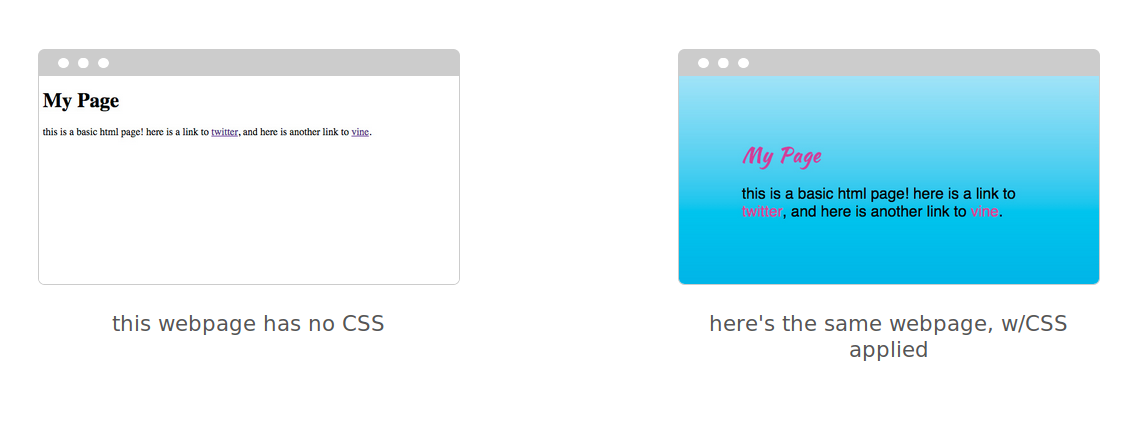 My Page
this is a basic html page! here is a link to twitter, and here is another link to vine.
this webpage has no CSS
My Page
this is a basic html page! here is a link to
twitter, and here is another link to vine.
here's the same webpage, w/CSS
applied